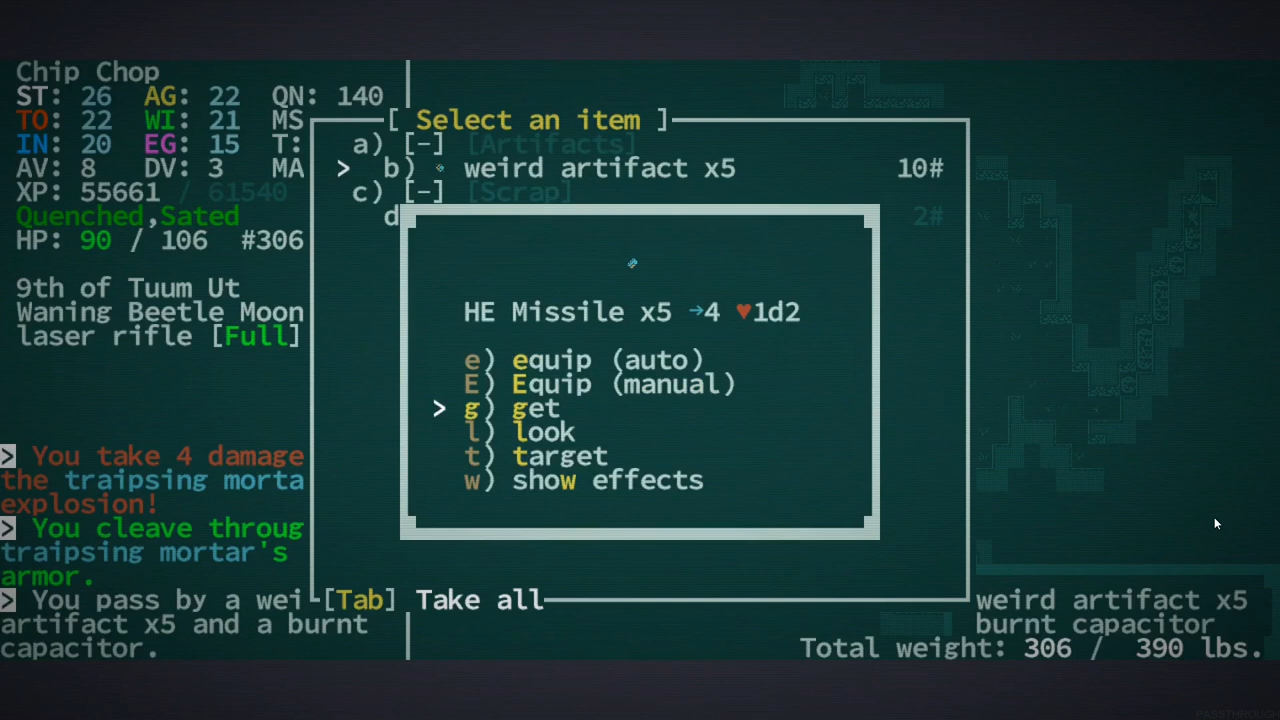 Chip Chop
ST: 26 AG: 22 QN: 140
TO: 22 WI: 21 MS
IN: 20 EG: 15 T:
AV: 8 DV: 3 MA
XP: 55661 / 61540
Quenched,Sated
HP: 90 / 106 #306
9th of Tuum Ut
Waning Beetle Moon
laser rifle [Full]
> You take 4 damage
the traipsing morta
explosion!
> You cleave throug
traipsing mortar's
armor.
> You pass by a wei
artifact x5 and a burnt
capacitor.
[ Select an item ]
a) [-] [Artifacts]
> b) weird artifact x5 10#
c) [-] [Scrap]
d 2#
HE Missile x5 →4 ♥1d2
e) equip (auto)
E) Equip (manual)
> g) get
l) look
t) target
w) show effects
[Tab] Take all
weird artifact x5
burnt capacitor
Total weight: 306 / 390 lbs.